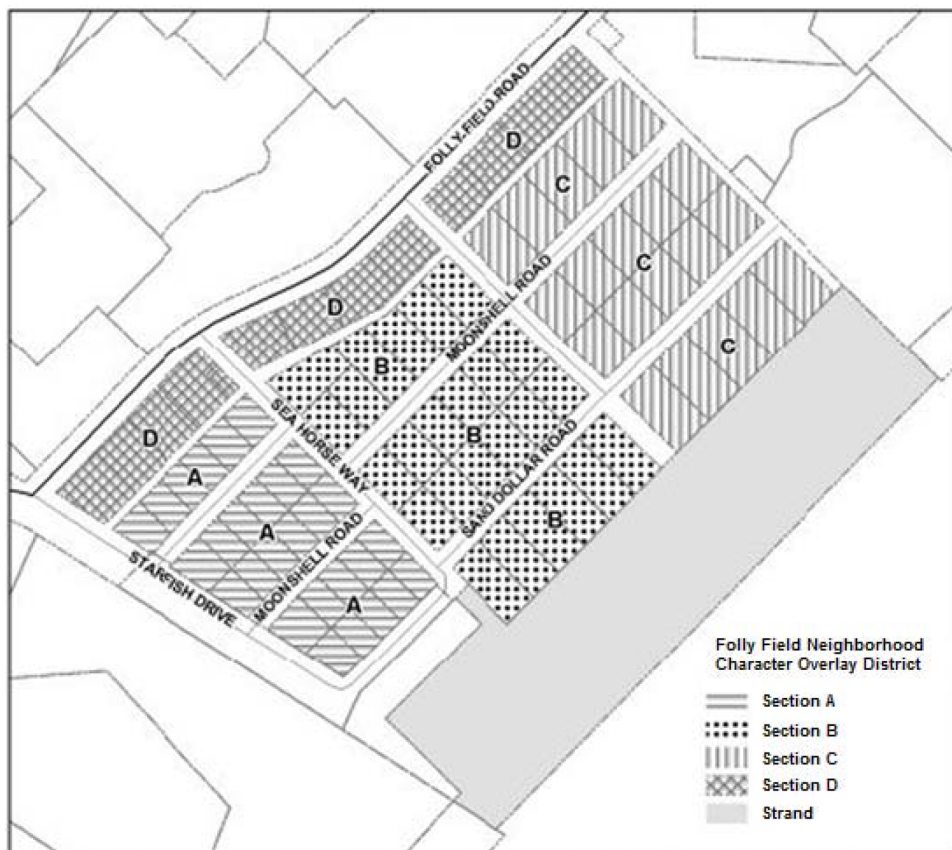 FOLLY FIELD ROAD
D
C
MOONSHELL ROAD
C
D
B
C
SEA HORSE WAY
B
SAND DOLLAR ROAD
D
A
B
A
MOONSHELL ROAD
STARFISH DRIVE
A
Folly Field Neighborhood
Character Overlay District
Section A
Section B
Section C
Section D
Strand